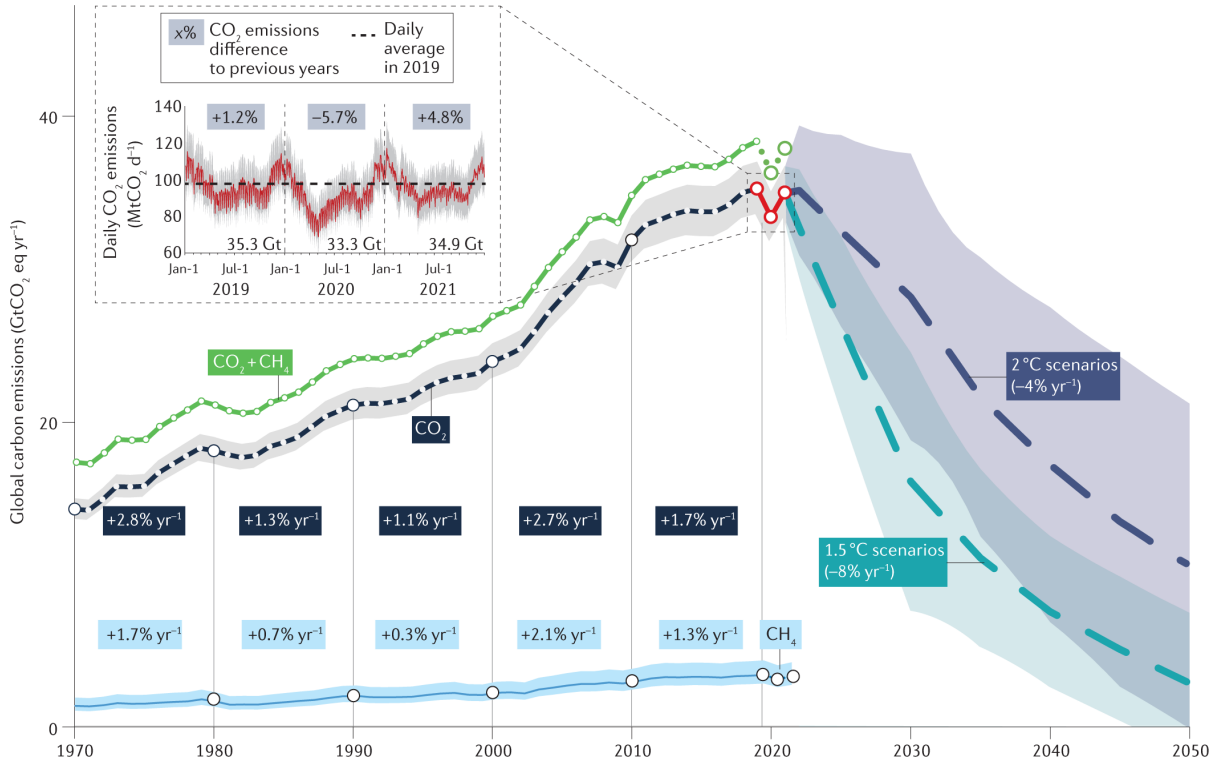 x% CO₂ emissions difference to previous years
Daily average in 2019
Daily CO₂ emissions (MtCO₂ d⁻¹)
140
120
100
80
60
+1.2% −5.7% +4.8%
35.3 Gt 33.3 Gt 34.9 Gt
Jan-1 Jul-1 Jan-1 Jul-1 Jan-1 Jul-1
2019 2020 2021
Global carbon emissions (GtCO₂ eq yr⁻¹)
40
20
0
CO₂ + CH₄
CO₂
2 °C scenarios
(−4% yr⁻¹)
+2.8% yr⁻¹ +1.3% yr⁻¹ +1.1% yr⁻¹ +2.7% yr⁻¹ +1.7% yr⁻¹
1.5 °C scenarios
(−8% yr⁻¹)
+1.7% yr⁻¹ +0.7% yr⁻¹ +0.3% yr⁻¹ +2.1% yr⁻¹ +1.3% yr⁻¹ CH₄
1970 1980 1990 2000 2010 2020 2030 2040 2050